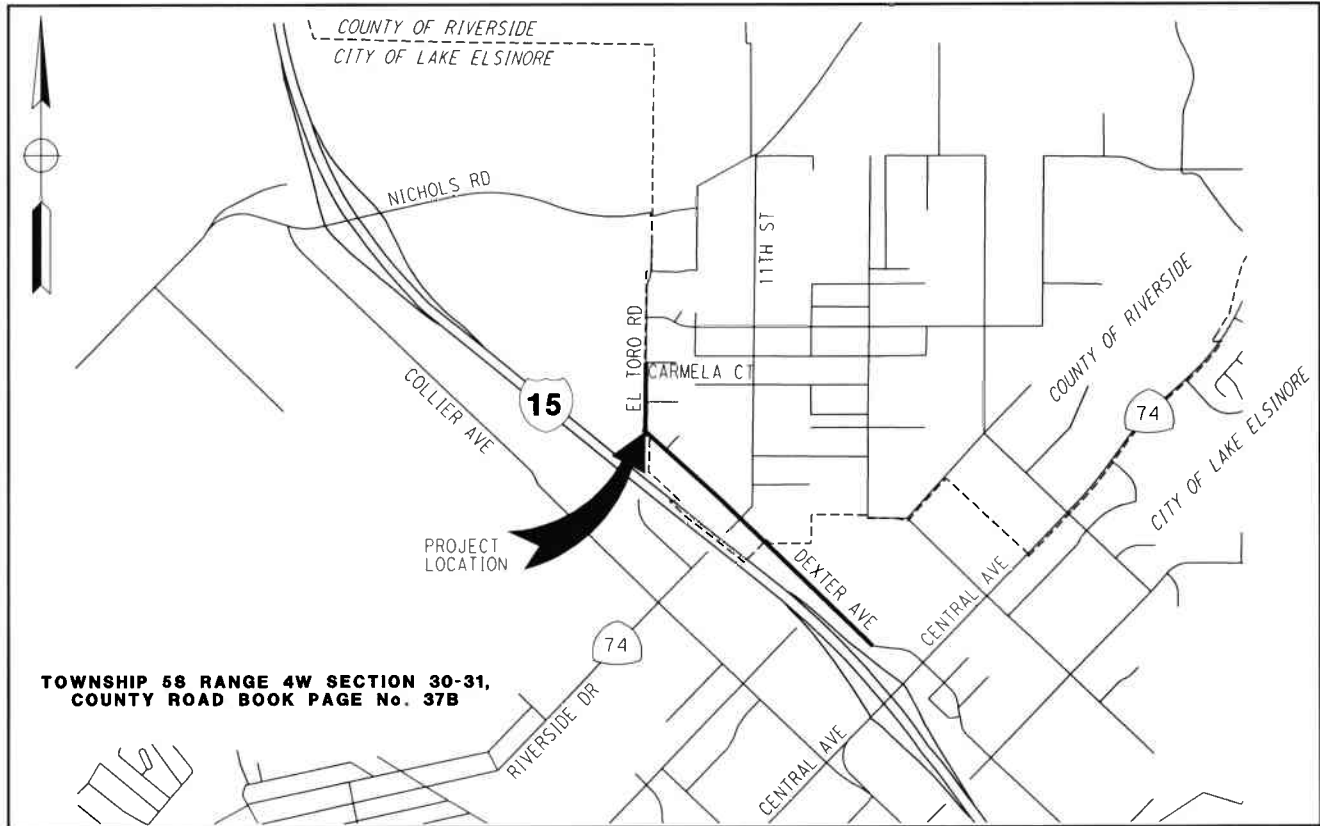 COUNTY OF RIVERSIDE
CITY OF LAKE ELSINORE
NICHOLS RD
11TH ST
COUNTY OF RIVERSIDE
EL TORO RD
CARMELA CT
COLLIER AVE
15
74
CITY OF LAKE ELSINORE
PROJECT
LOCATION
DEXTER AVE
CENTRAL AVE
74
TOWNSHIP 5S RANGE 4W SECTION 30-31,
COUNTY ROAD BOOK PAGE No. 37B
RIVERSIDE DR
CENTRAL AVE